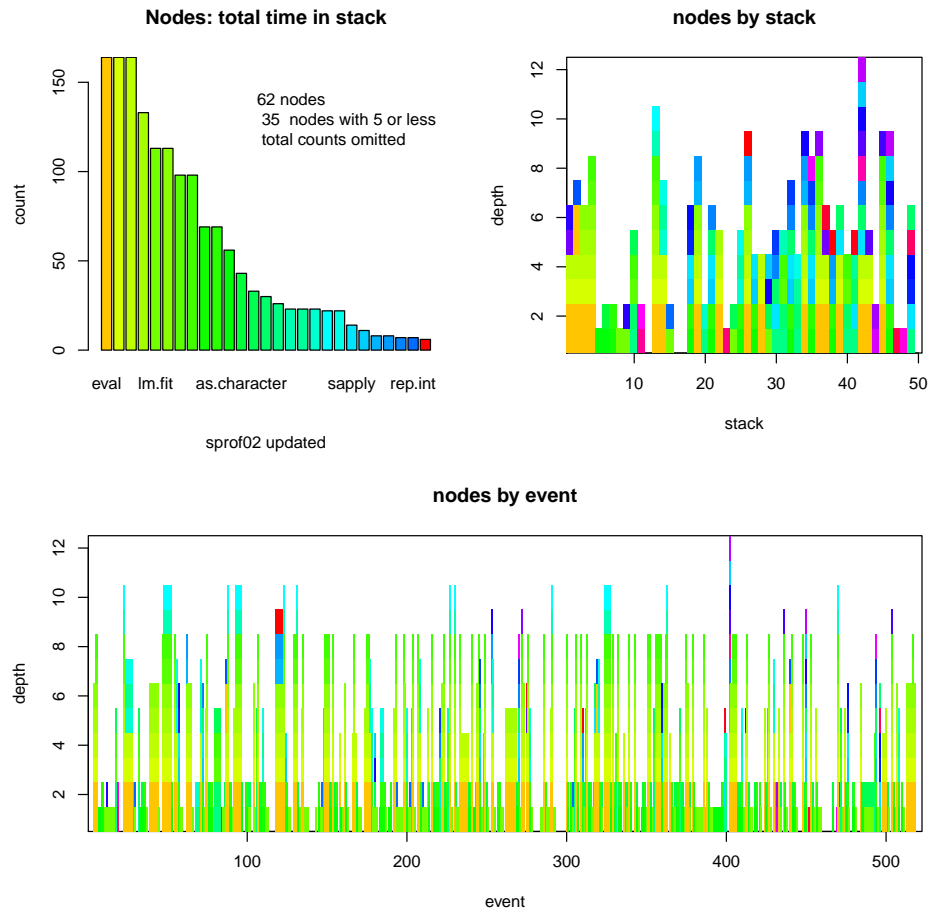 Nodes: total time in stack
count
150
100
50
0
62 nodes
35 nodes with 5 or less
total counts omitted
eval lm.fit as.character sapply rep.int
sprof02 updated
nodes by stack
depth
12
10
8
6
4
2
10 20 30 40 50
stack
nodes by event
depth
12
10
8
6
4
2
100 200 300 400 500
event